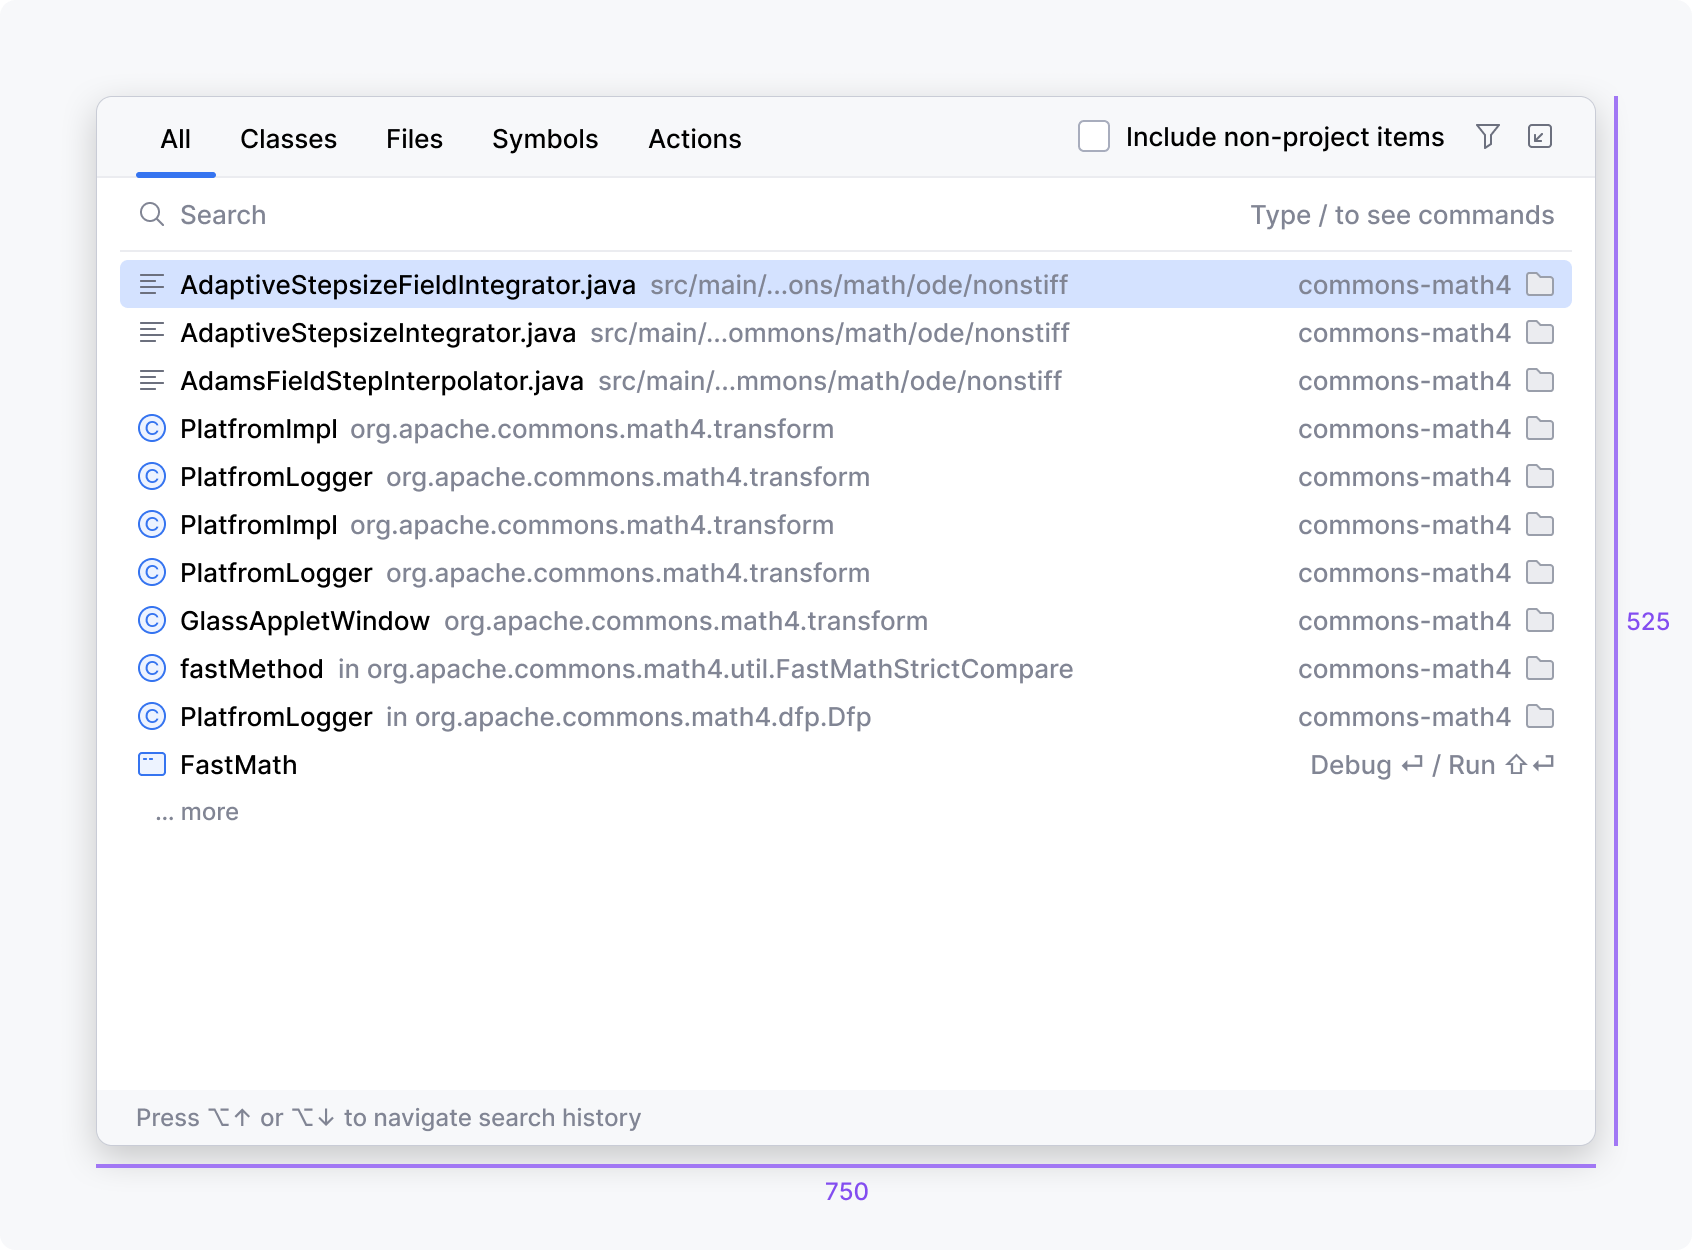 All Classes Files Symbols Actions Include non-project items
Search Type / to see commands
AdaptiveStepsizeFieldIntegrator.java src/main/...ons/math/ode/nonstiff commons-math4
AdaptiveStepsizeIntegrator.java src/main/...ommons/math/ode/nonstiff commons-math4
AdamsFieldStepInterpolator.java src/main/...mmons/math/ode/nonstiff commons-math4
PlatfromImpl org.apache.commons.math4.transform commons-math4
PlatfromLogger org.apache.commons.math4.transform commons-math4
PlatfromImpl org.apache.commons.math4.transform commons-math4
PlatfromLogger org.apache.commons.math4.transform commons-math4
GlassAppletWindow org.apache.commons.math4.transform commons-math4
fastMethod in org.apache.commons.math4.util.FastMathStrictCompare commons-math4
PlatfromLogger in org.apache.commons.math4.dfp.Dfp commons-math4
FastMath Debug ↵ / Run ⇧↵
... more
Press ⌥↑ or ⌥↓ to navigate search history
525
750